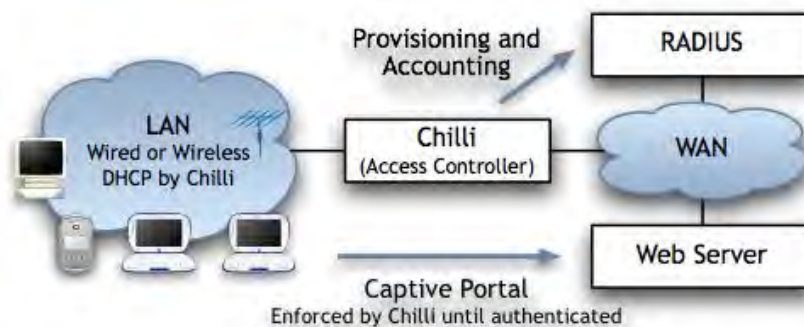 Provisioning and
Accounting
RADIUS
LAN
Wired or Wireless
DHCP by Chilli
Chilli
(Access Controller)
WAN
Web Server
Captive Portal
Enforced by Chilli until authenticated